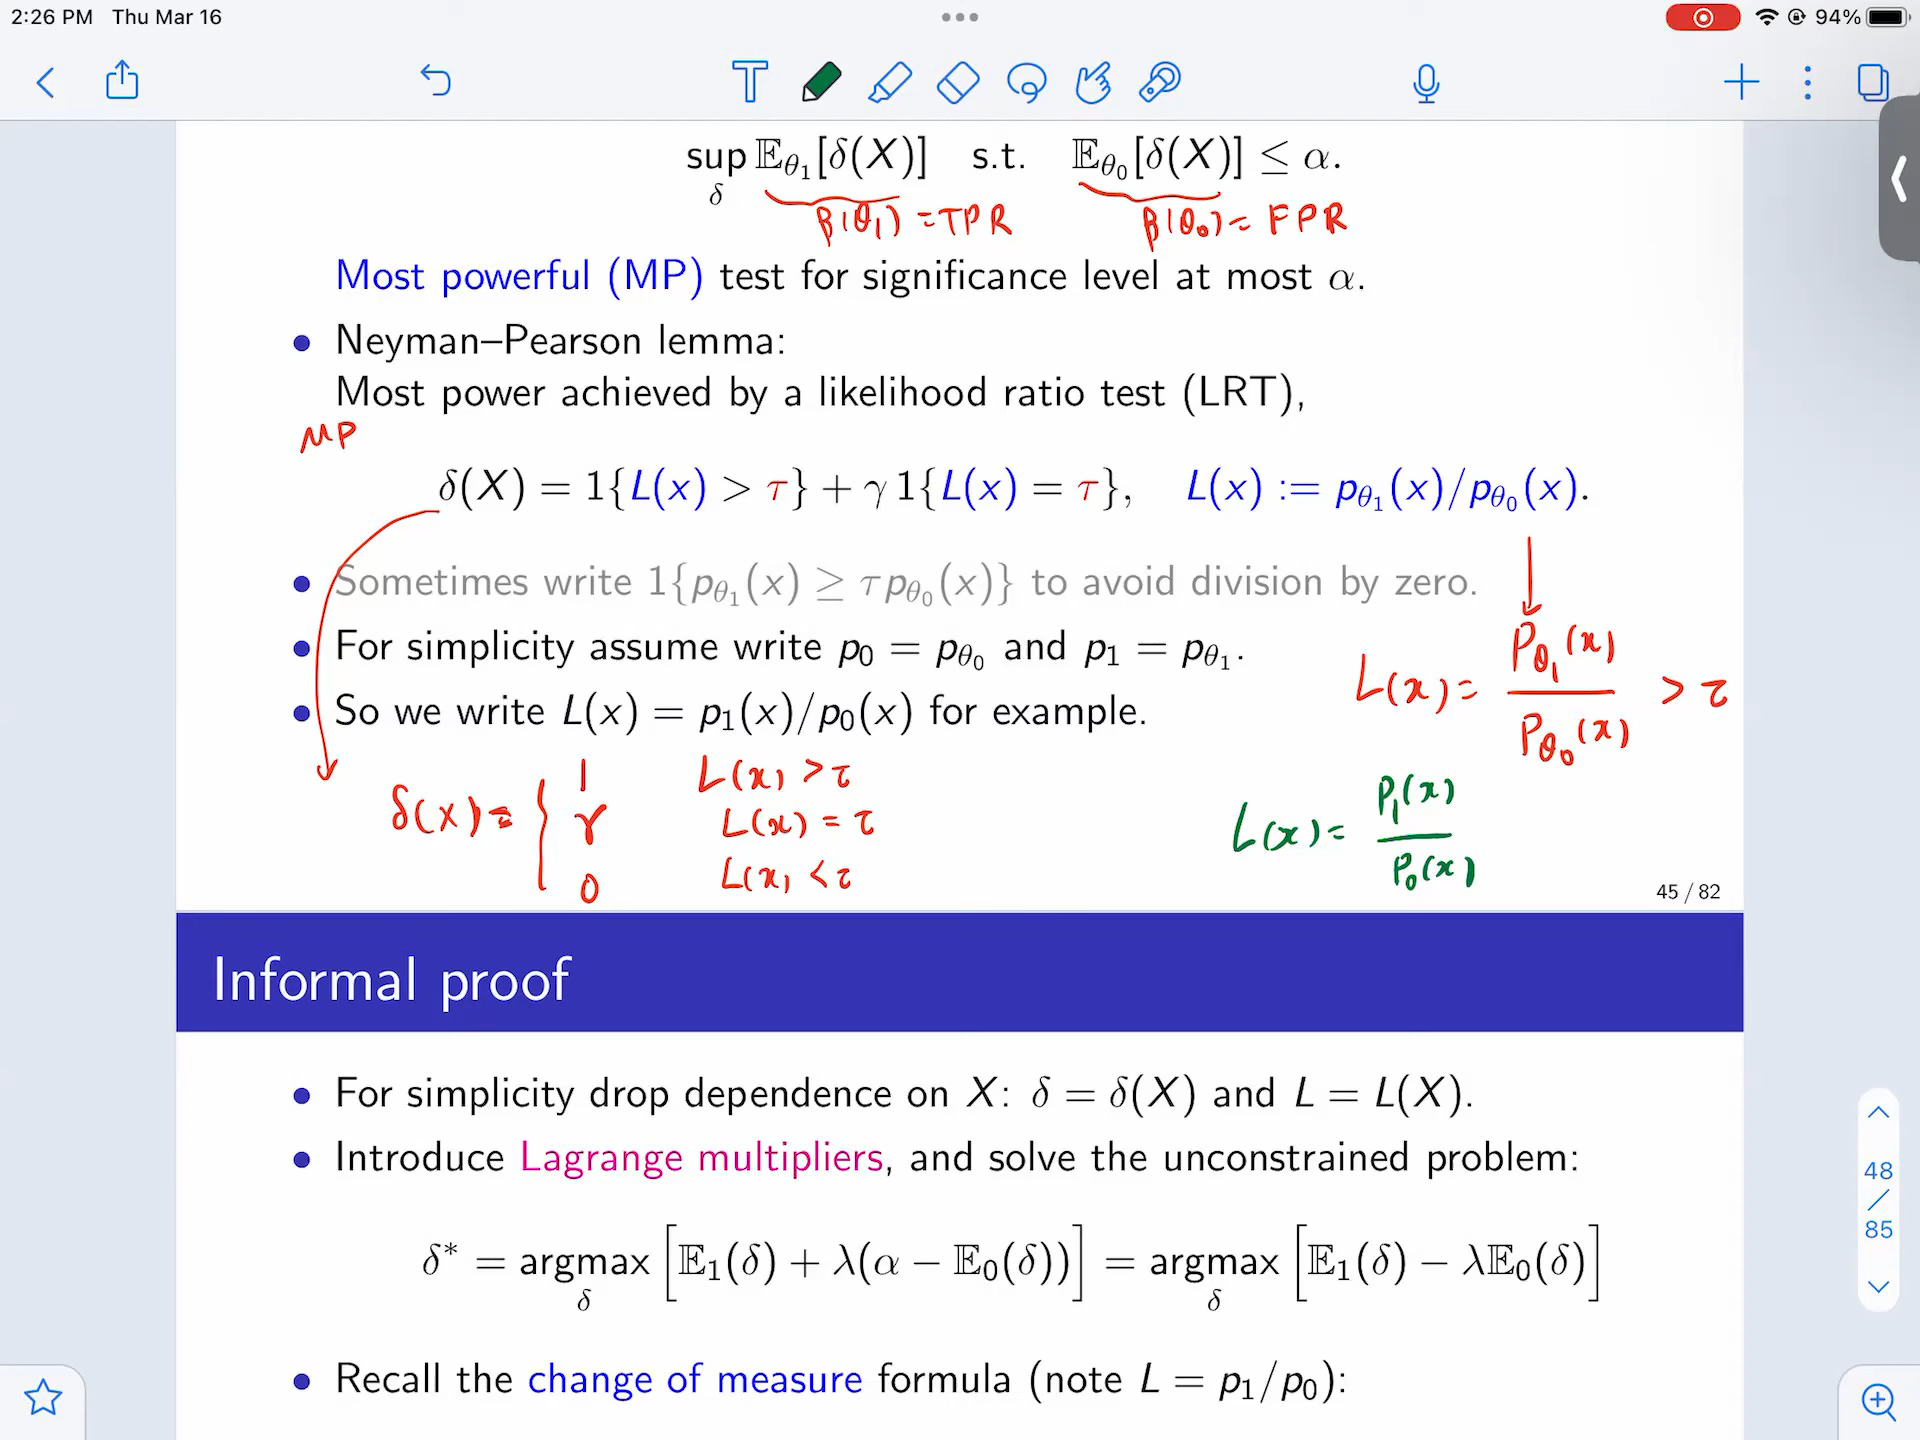 2:26 PM Thu Mar 16
94%
sup_δ 𝔼_θ₁[δ(X)] s.t. 𝔼_θ₀[δ(X)] ≤ α.
β(θ₁) = TPR β(θ₀) = FPR
Most powerful (MP) test for significance level at most α.
• Neyman–Pearson lemma:
Most power achieved by a likelihood ratio test (LRT),
MP
δ(X) = 1{L(x) > τ} + γ 1{L(x) = τ}, L(x) := p_θ₁(x)/p_θ₀(x).
• Sometimes write 1{p_θ₁(x) ≥ τp_θ₀(x)} to avoid division by zero.
• For simplicity assume write p₀ = p_θ₀ and p₁ = p_θ₁.
L(x) = P_θ₁(x) / P_θ₀(x) > τ
• So we write L(x) = p₁(x)/p₀(x) for example.
δ(X) = {
1 L(x) > τ
γ L(x) = τ
0 L(x) < τ
L(x) = P₁(x) / P₀(x)
45 / 82
Informal proof
• For simplicity drop dependence on X: δ = δ(X) and L = L(X).
• Introduce Lagrange multipliers, and solve the unconstrained problem:
δ* = argmax_δ [𝔼₁(δ) + λ(α − 𝔼₀(δ))] = argmax_δ [𝔼₁(δ) − λ𝔼₀(δ)]
• Recall the change of measure formula (note L = p₁/p₀):
48
/
85